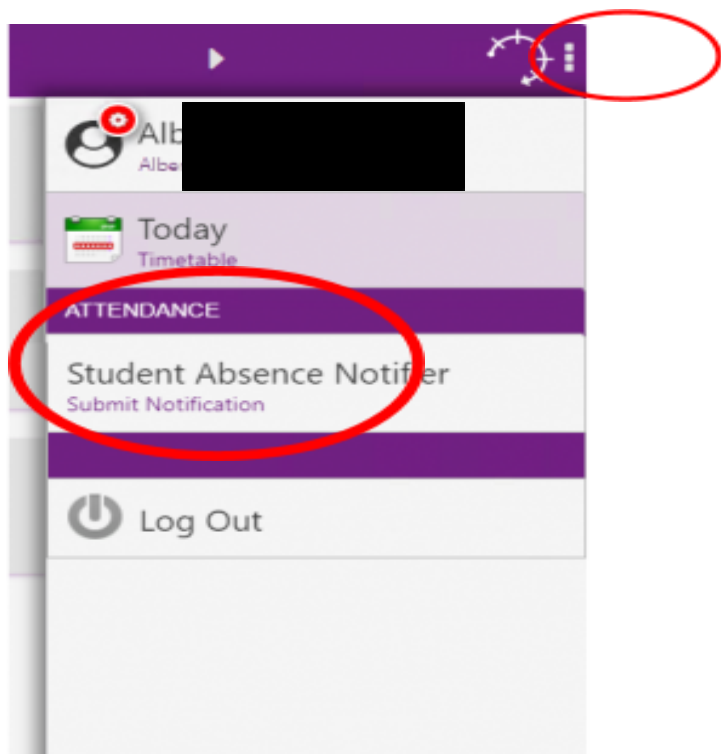 Alb
Albe
Today
Timetable
ATTENDANCE
Student Absence Notifier
Submit Notification
Log Out